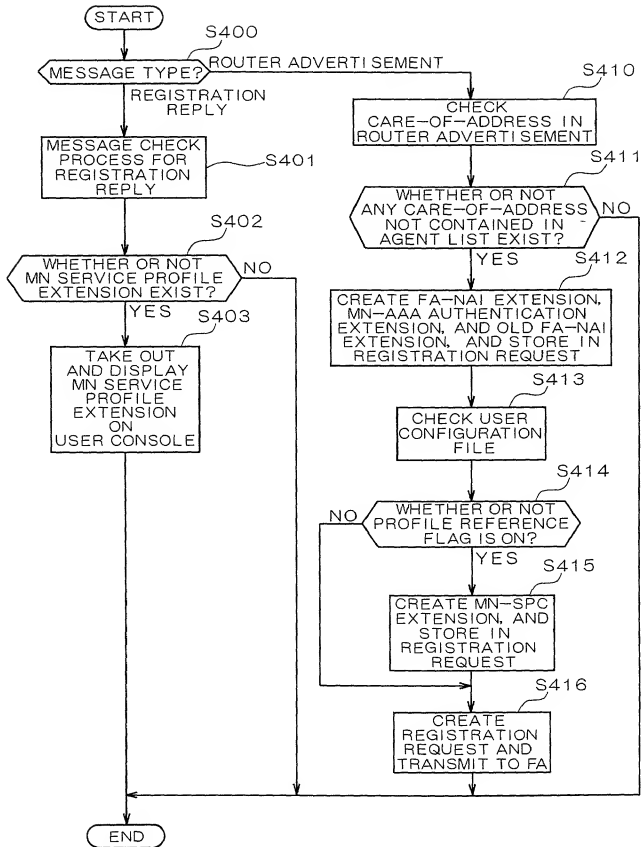 START
S400
MESSAGE TYPE?
ROUTER ADVERTISEMENT
REGISTRATION
REPLY
MESSAGE CHECK
PROCESS FOR
REGISTRATION
REPLY
S401
S402
WHETHER OR NOT
MN SERVICE PROFILE
EXTENSION EXIST?
NO
YES
S403
TAKE OUT
AND DISPLAY
MN SERVICE
PROFILE
EXTENSION
ON
USER CONSOLE
S410
CHECK
CARE-OF-ADDRESS IN
ROUTER ADVERTISEMENT
S411
WHETHER OR NOT
ANY CARE-OF-ADDRESS
NOT CONTAINED IN
AGENT LIST EXIST?
NO
YES
S412
CREATE FA-NAI EXTENSION,
MN-AAA AUTHENTICATION
EXTENSION, AND OLD FA-NAI
EXTENSION, AND STORE IN
REGISTRATION REQUEST
S413
CHECK USER
CONFIGURATION
FILE
S414
WHETHER OR NOT
PROFILE REFERENCE
FLAG IS ON?
NO
YES
S415
CREATE MN-SPC
EXTENSION, AND
STORE IN
REGISTRATION
REQUEST
S416
CREATE
REGISTRATION
REQUEST AND
TRANSMIT TO FA
END